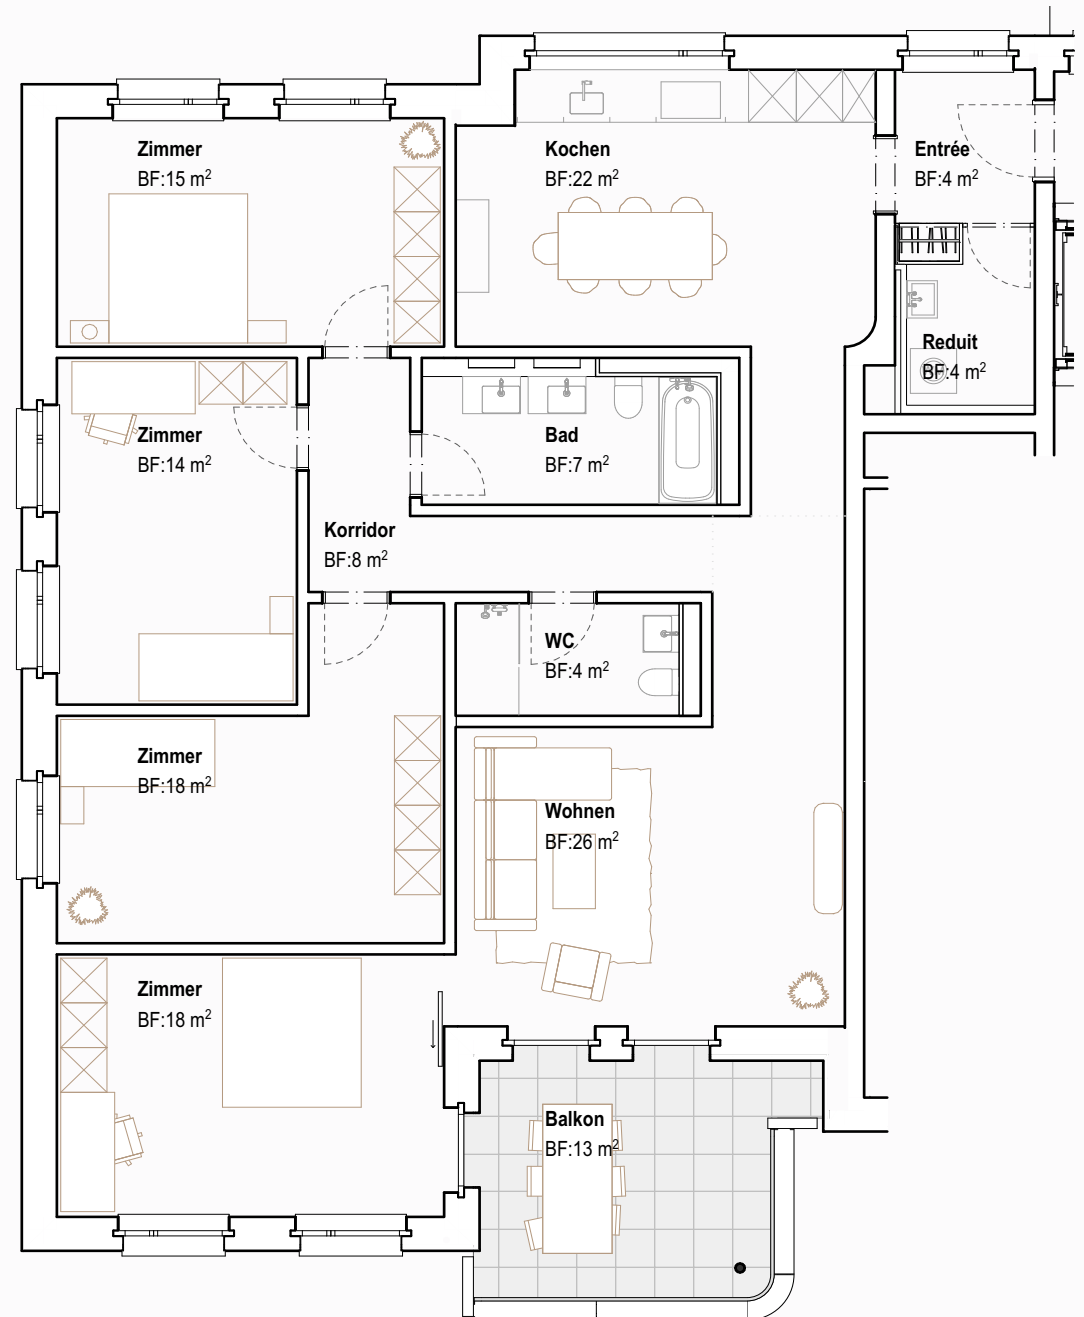 Zimmer
BF:15 m²
Kochen
BF:22 m²
Entrée
BF:4 m²
Reduit
BF:4 m²
Zimmer
BF:14 m²
Bad
BF:7 m²
Korridor
BF:8 m²
WC
BF:4 m²
Zimmer
BF:18 m²
Wohnen
BF:26 m²
Zimmer
BF:18 m²
Balkon
BF:13 m²